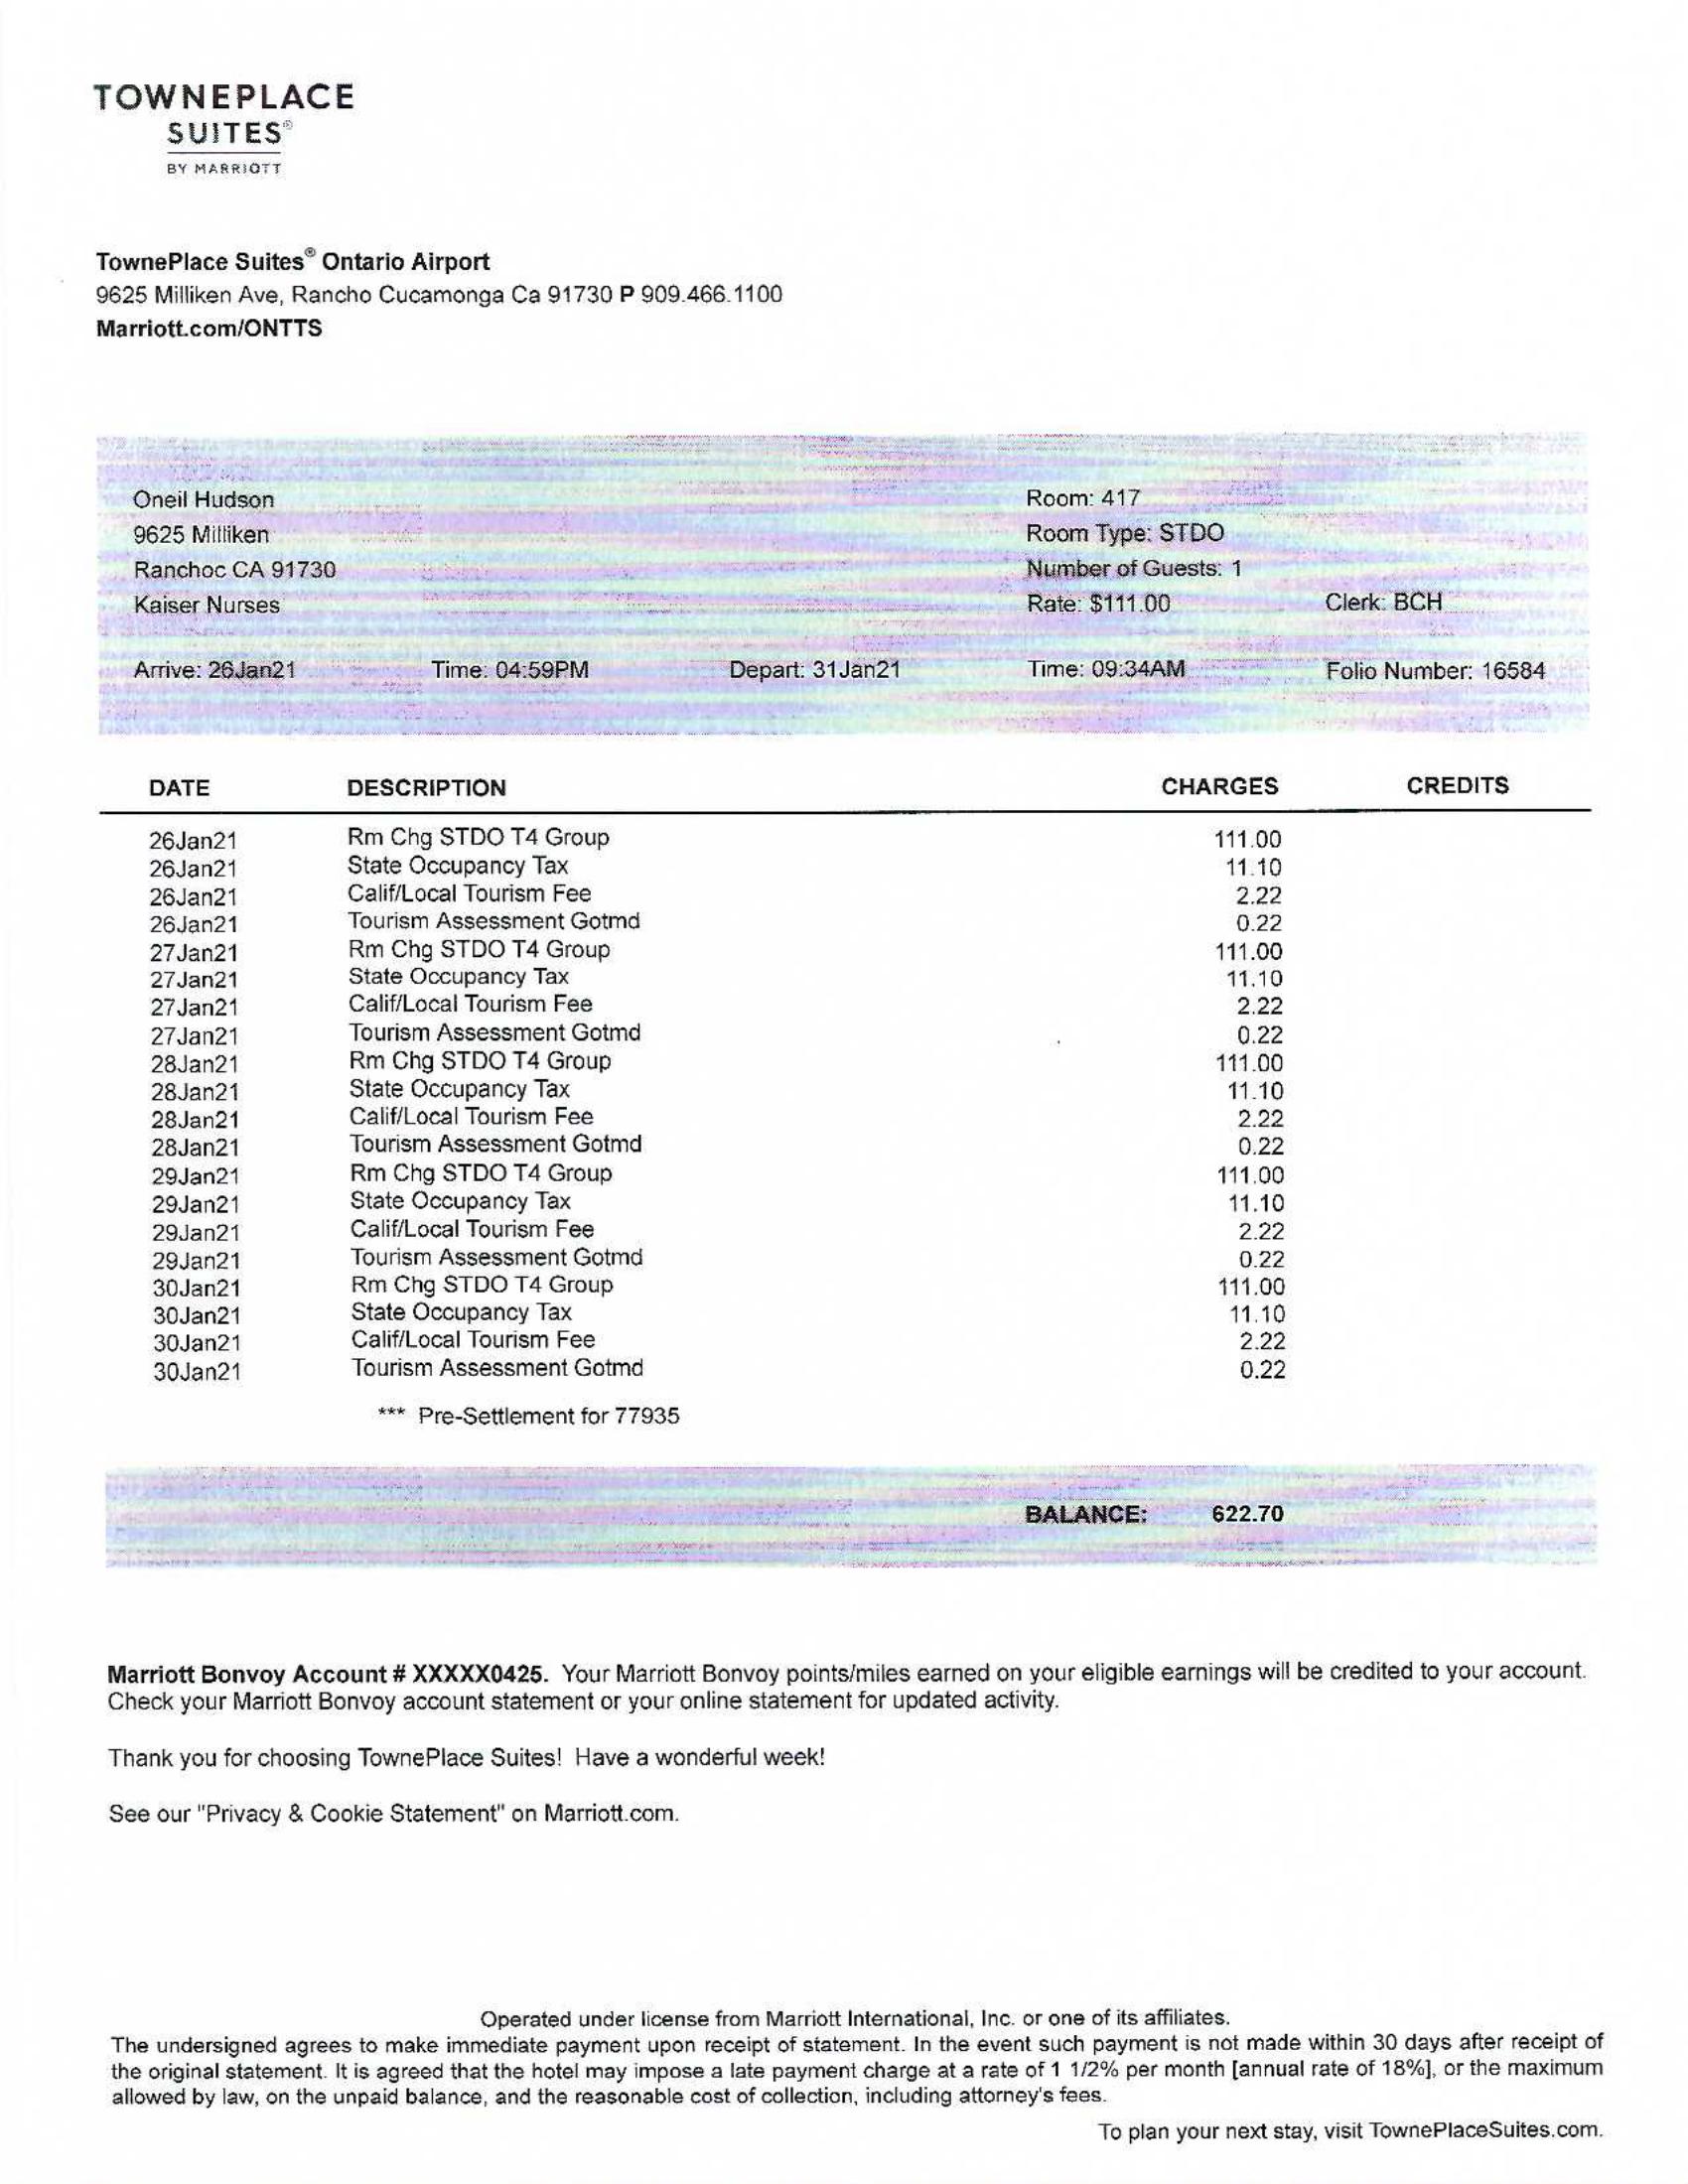 TOWNEPLACE
SUITES®
BY MARRIOTT
TownePlace Suites® Ontario Airport
9625 Milliken Ave, Rancho Cucamonga Ca 91730 P 909.466.1100
Marriott.com/ONTTS
Oneil Hudson Room: 417
9625 Milliken Room Type: STDO
Ranchoc CA 91730 Number of Guests: 1
Kaiser Nurses Rate: $111.00 Clerk: BCH
Arrive: 26Jan21 Time: 04:59PM Depart: 31Jan21 Time: 09:34AM Folio Number: 16584
DATE DESCRIPTION CHARGES CREDITS
26Jan21 Rm Chg STDO T4 Group 111.00
26Jan21 State Occupancy Tax 11.10
26Jan21 Calif/Local Tourism Fee 2.22
26Jan21 Tourism Assessment Gotmd 0.22
27Jan21 Rm Chg STDO T4 Group 111.00
27Jan21 State Occupancy Tax 11.10
27Jan21 Calif/Local Tourism Fee 2.22
27Jan21 Tourism Assessment Gotmd 0.22
28Jan21 Rm Chg STDO T4 Group 111.00
28Jan21 State Occupancy Tax 11.10
28Jan21 Calif/Local Tourism Fee 2.22
28Jan21 Tourism Assessment Gotmd 0.22
29Jan21 Rm Chg STDO T4 Group 111.00
29Jan21 State Occupancy Tax 11.10
29Jan21 Calif/Local Tourism Fee 2.22
29Jan21 Tourism Assessment Gotmd 0.22
30Jan21 Rm Chg STDO T4 Group 111.00
30Jan21 State Occupancy Tax 11.10
30Jan21 Calif/Local Tourism Fee 2.22
30Jan21 Tourism Assessment Gotmd 0.22
*** Pre-Settlement for 77935
BALANCE: 622.70
Marriott Bonvoy Account # XXXXX0425. Your Marriott Bonvoy points/miles earned on your eligible earnings will be credited to your account.
Check your Marriott Bonvoy account statement or your online statement for updated activity.
Thank you for choosing TownePlace Suites! Have a wonderful week!
See our "Privacy & Cookie Statement" on Marriott.com.
Operated under license from Marriott International, Inc. or one of its affiliates.
The undersigned agrees to make immediate payment upon receipt of statement. In the event such payment is not made within 30 days after receipt of
the original statement. It is agreed that the hotel may impose a late payment charge at a rate of 1 1/2% per month [annual rate of 18%], or the maximum
allowed by law, on the unpaid balance, and the reasonable cost of collection, including attorney's fees.
To plan your next stay, visit TownePlaceSuites.com.